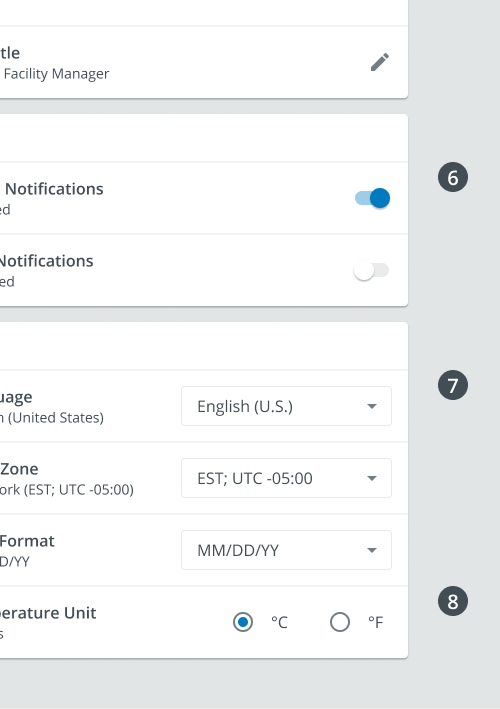 tle
Facility Manager
Notifications
ed
6
Notifications
ed
uage
n (United States)
English (U.S.)
7
Zone
ork (EST; UTC -05:00)
EST; UTC -05:00
Format
D/YY
MM/DD/YY
erature Unit
s
°C
°F
8